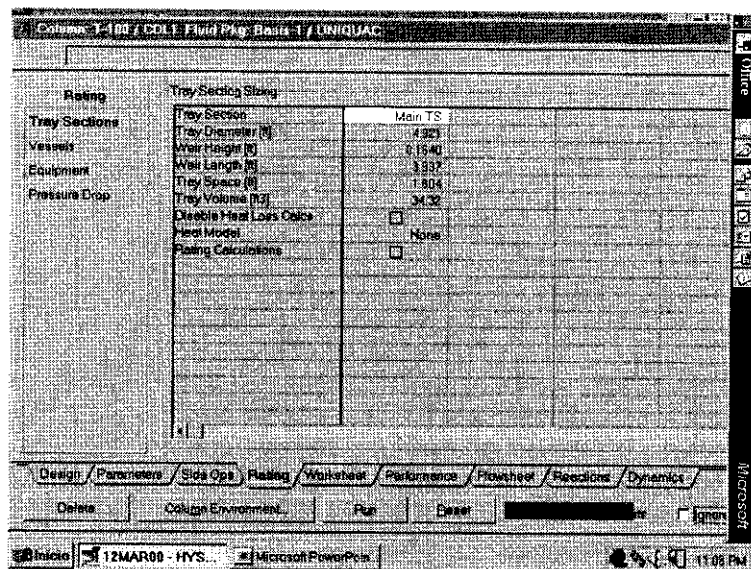 Column: T-100 / COL1 Fluid Pkg: Basis-1 / UNIQUAC
Office
Rating
Tray Sections
Vessels
Equipment
Pressure Drop
Tray Section Sizing
Tray Section Main TS
Tray Diameter [ft] 4.921
Weir Height [ft] 0.1640
Weir Length [ft] 3.937
Tray Space [ft] 1.804
Tray Volume [ft3] 34.32
Disable Heat Loss Calcs
Heat Model None
Rating Calculations
Design Parameters Side Ops Rating Worksheet Performance Flowsheet Reactions Dynamics
Delete Column Environment... Run Reset Ignor
Microsoft
Inicio 12MAR00 - HYS... Microsoft PowerPoin 11:05 PM